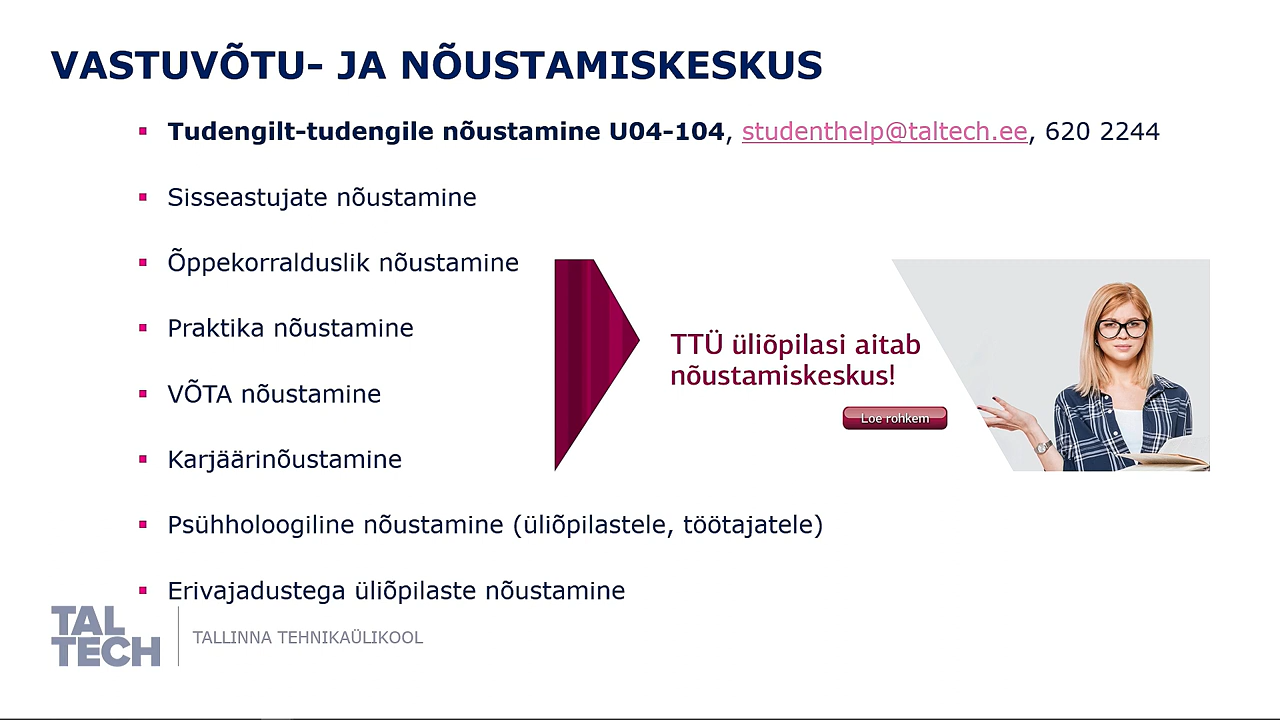 VASTUVÕTU- JA NÕUSTAMISKESKUS
Tudengilt-tudengile nõustamine U04-104, studenthelp@taltech.ee, 620 2244
Sisseastujate nõustamine
Õppekorralduslik nõustamine
Praktika nõustamine
VÕTA nõustamine
Karjäärinõustamine
Psühholoogiline nõustamine (üliõpilastele, töötajatele)
Erivajadustega üliõpilaste nõustamine
TTÜ üliõpilasi aitab
nõustamiskeskus!
Loe rohkem
TAL
TECH
TALLINNA TEHNIKAÜLIKOOL